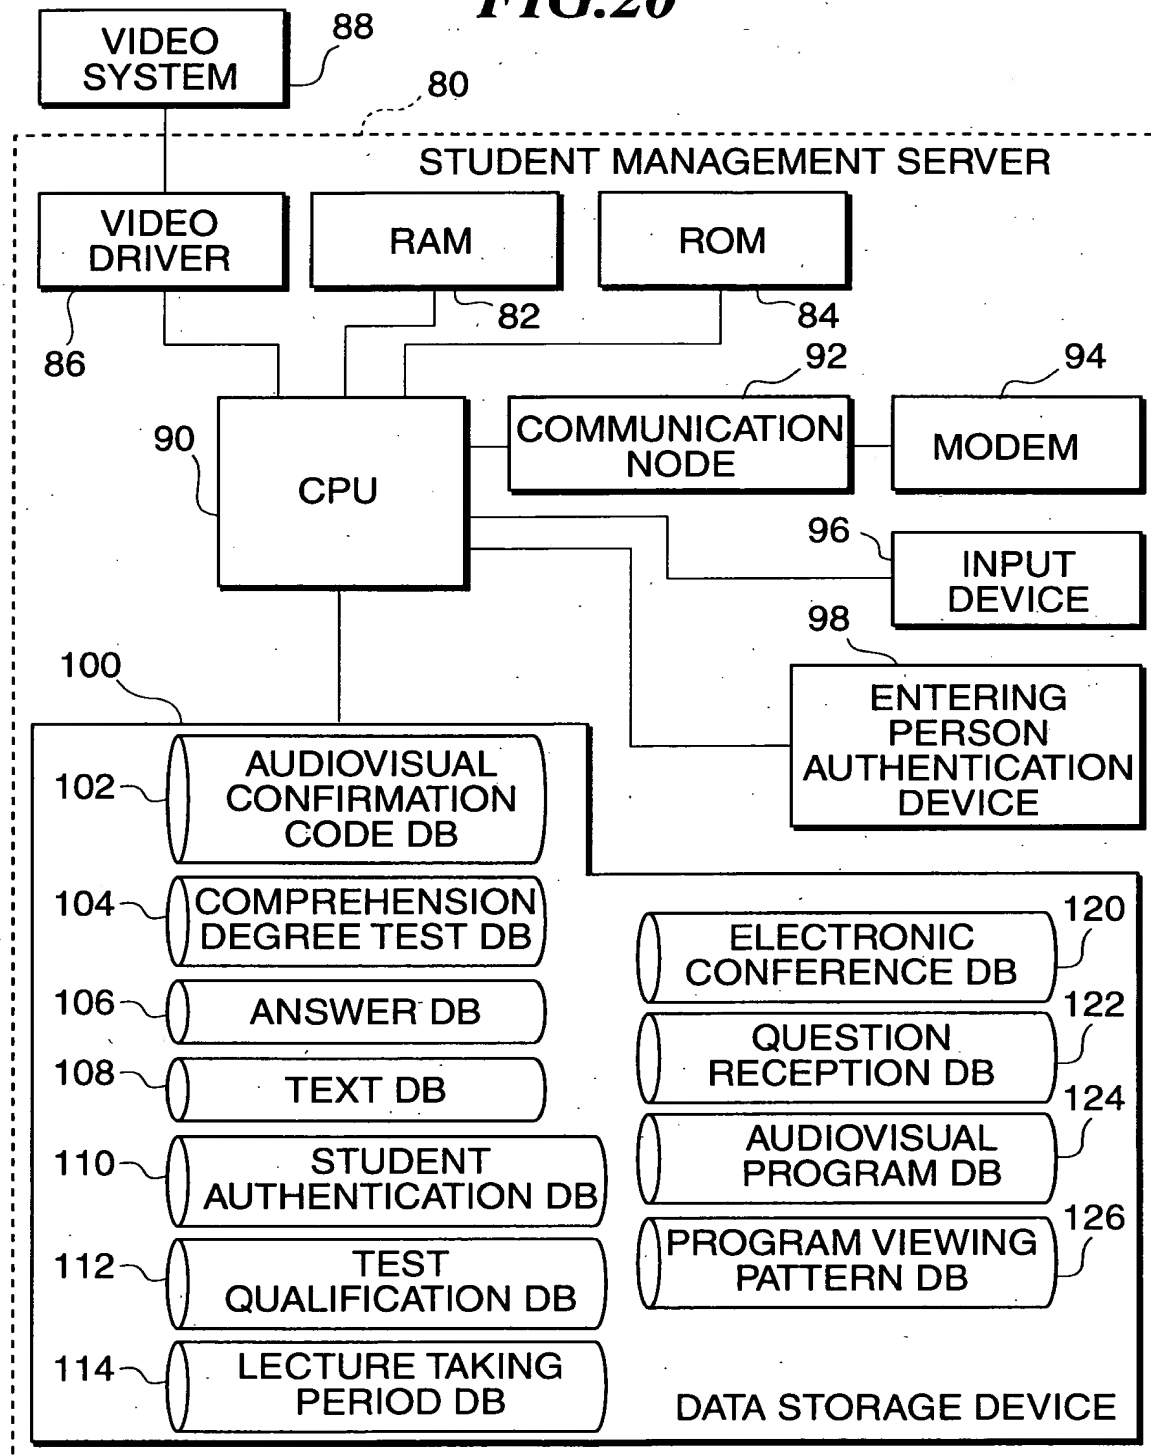 FIG.20
VIDEO
SYSTEM
88
80
STUDENT MANAGEMENT SERVER
VIDEO
DRIVER
RAM
ROM
86
82
84
92
94
90
CPU
COMMUNICATION
NODE
MODEM
96
INPUT
DEVICE
98
ENTERING
PERSON
AUTHENTICATION
DEVICE
100
102
AUDIOVISUAL
CONFIRMATION
CODE DB
104
COMPREHENSION
DEGREE TEST DB
106
ANSWER DB
108
TEXT DB
110
STUDENT
AUTHENTICATION DB
112
TEST
QUALIFICATION DB
114
LECTURE TAKING
PERIOD DB
120
ELECTRONIC
CONFERENCE DB
122
QUESTION
RECEPTION DB
124
AUDIOVISUAL
PROGRAM DB
126
PROGRAM VIEWING
PATTERN DB
DATA STORAGE DEVICE